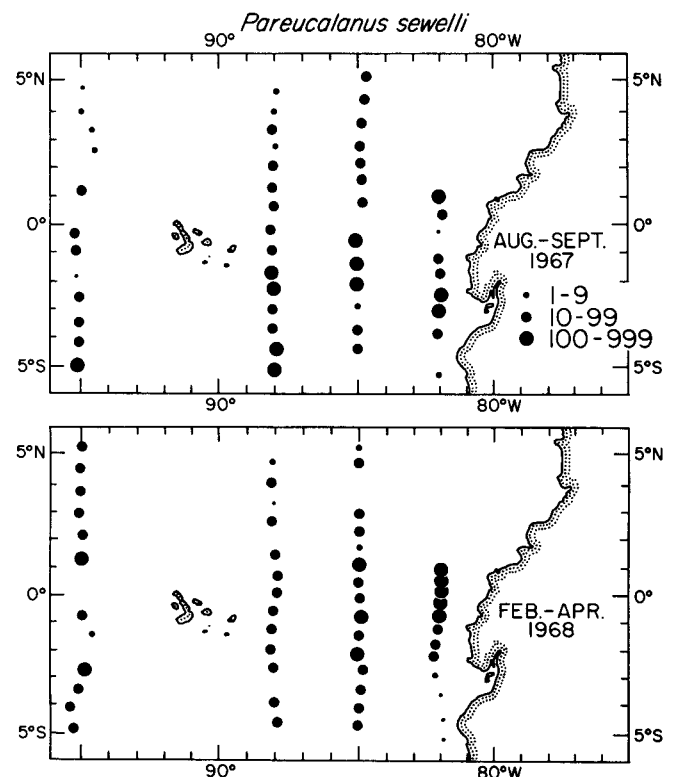 Pareucalanus sewelli
90° 80°W
5°N 5°N
0° 0°
AUG.-SEPT.
1967
1-9
10-99
100-999
5°S 5°S
90° 80°W
5°N 5°N
0° 0°
FEB.-APR.
1968
5°S 5°S
90° 80°W